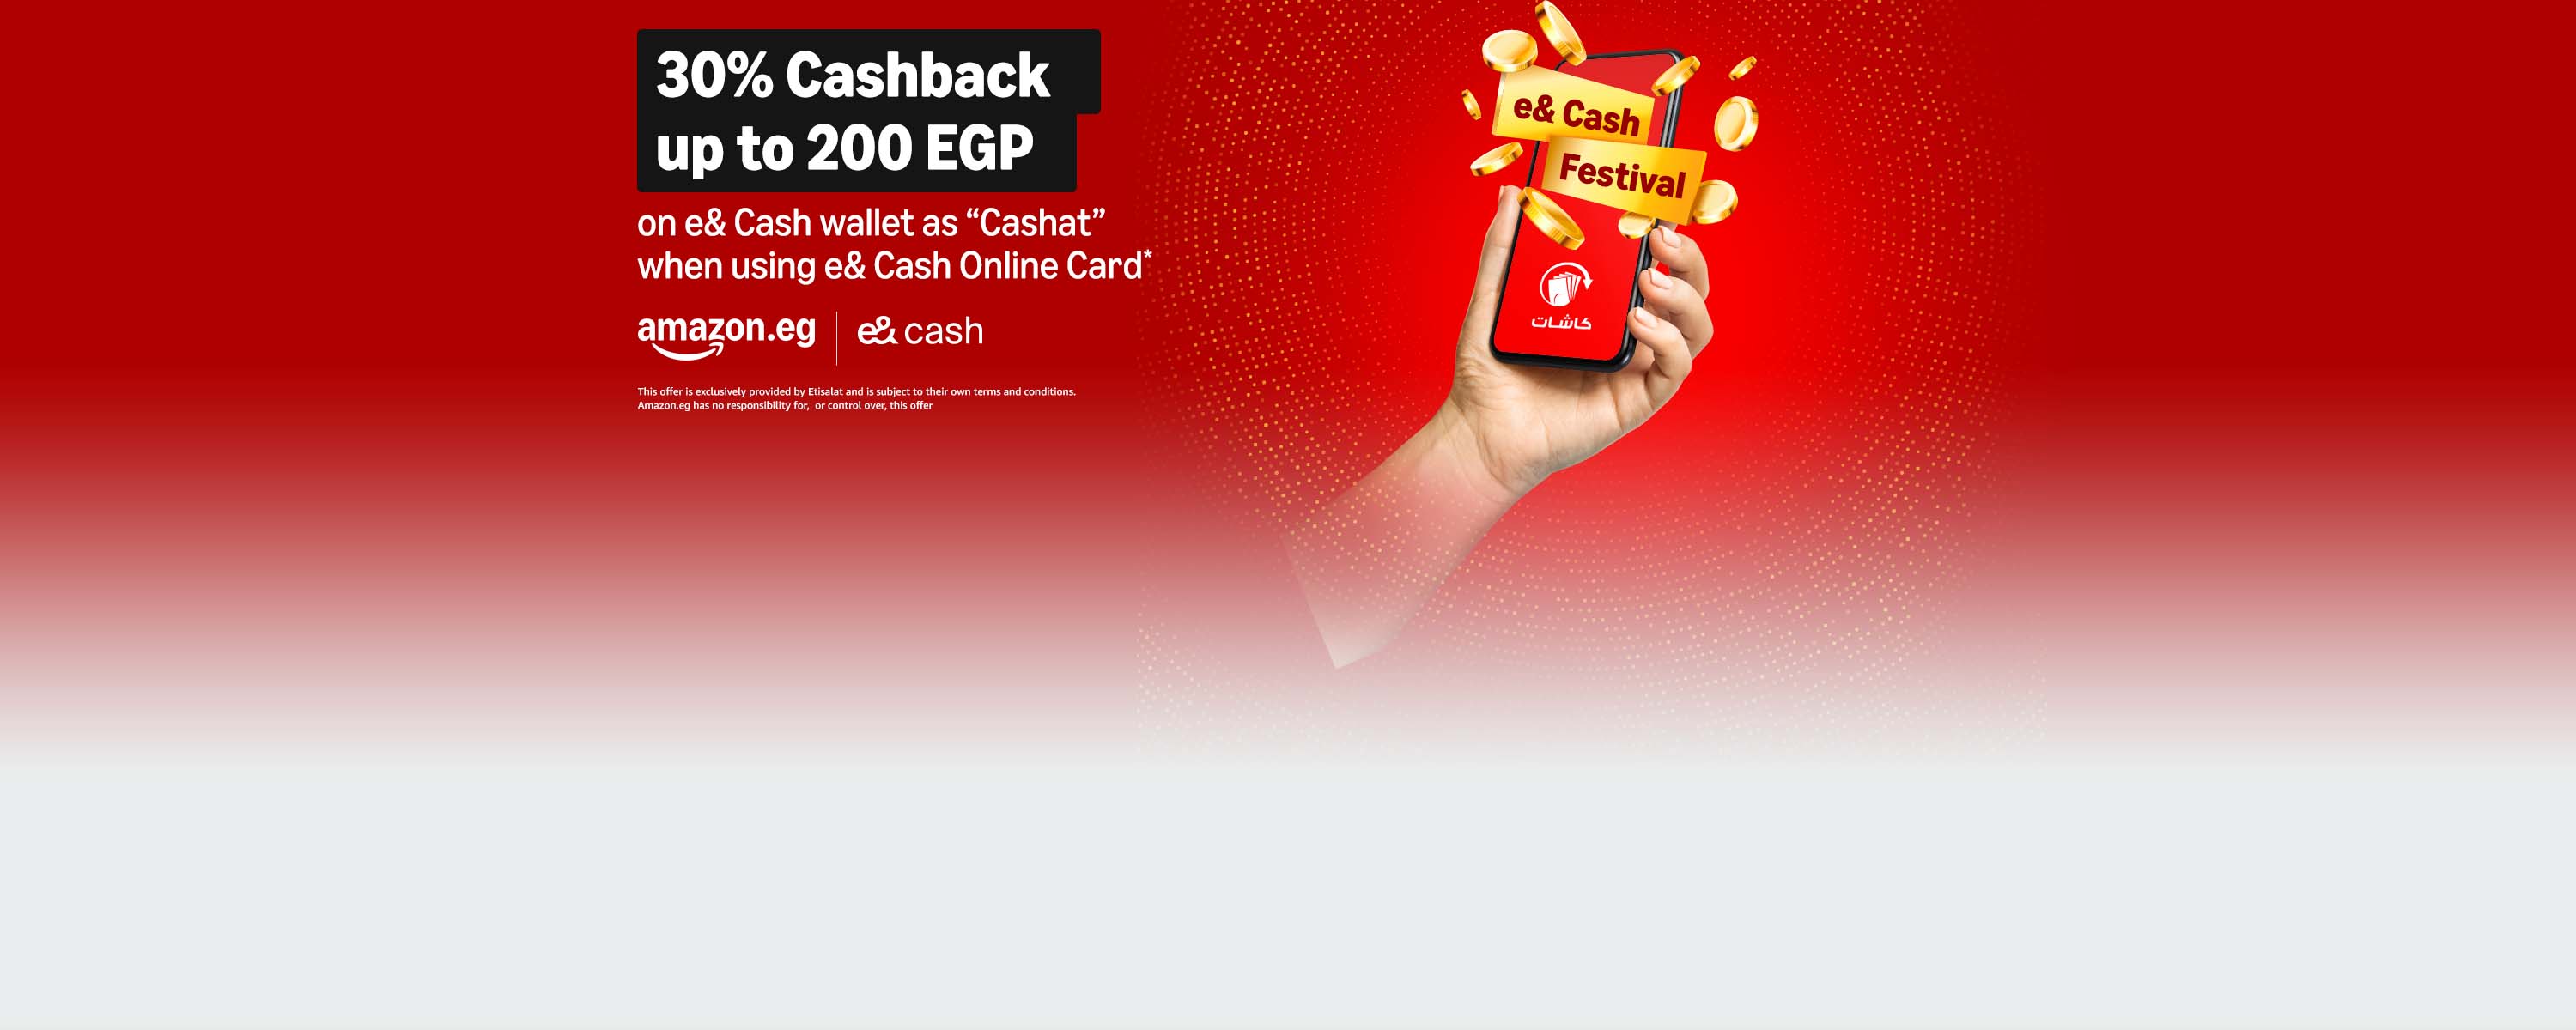 30% Cashback
up to 200 EGP
on e& Cash wallet as “Cashat”
when using e& Cash Online Card*
amazon.eg
e& cash
This offer is exclusively provided by Etisalat and is subject to their own terms and conditions.
Amazon.eg has no responsibility for, or control over, this offer
e& Cash
Festival
كاشات